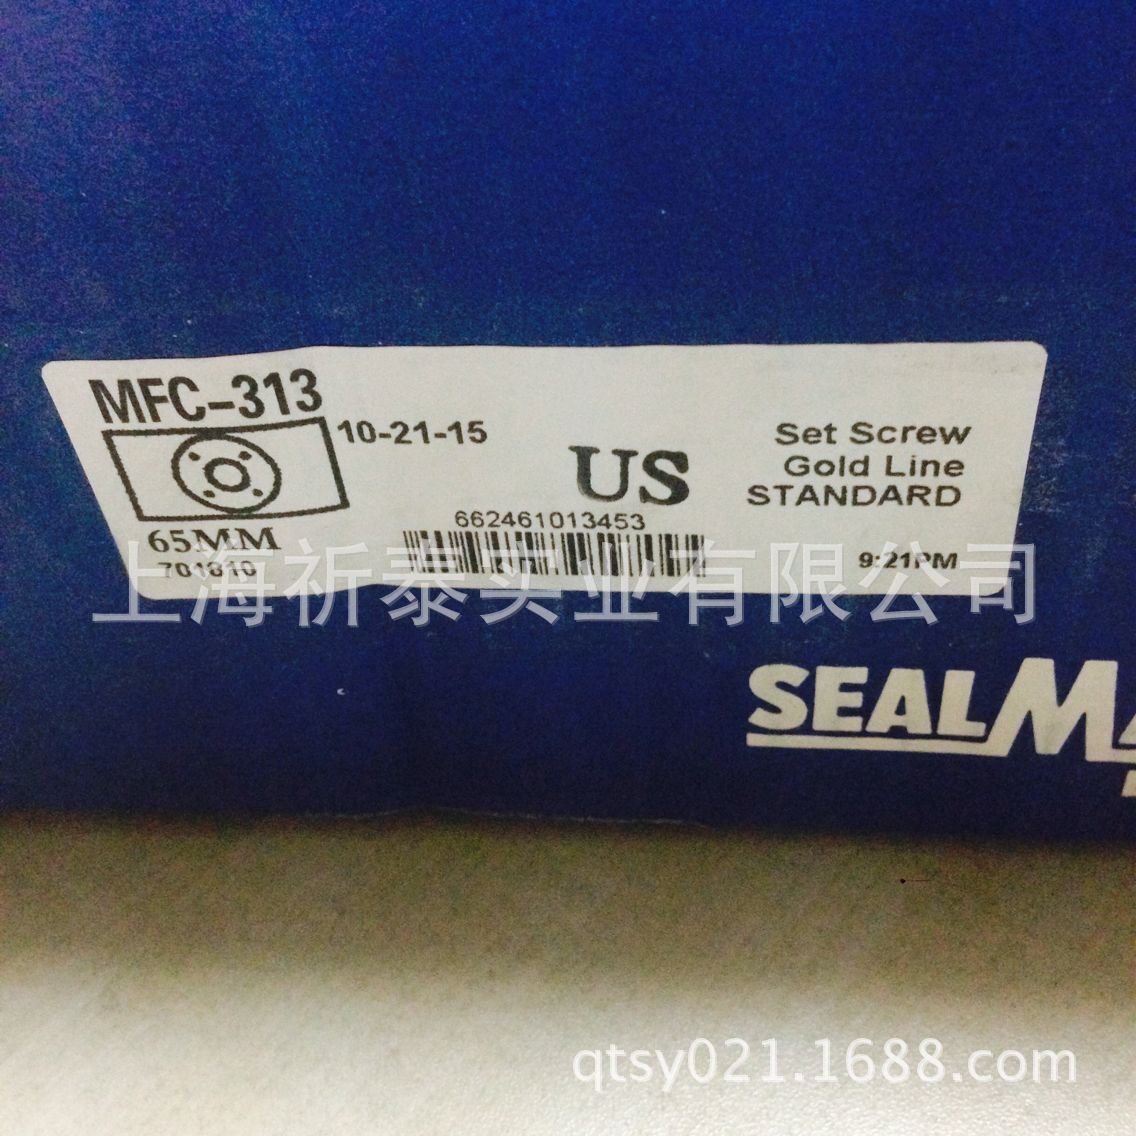 MFC-313
10-21-15
US
Set Screw
Gold Line
STANDARD
65MM
662461013453
9:21PM
上海祈泰实业有限公司
SEAL
qtsy021.1688.com